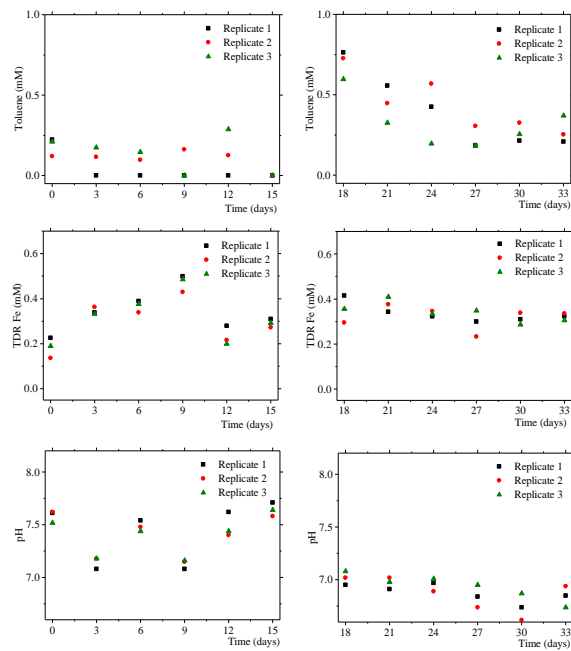 1.0
0.5
0.0
Toluene (mM)
Replicate 1
Replicate 2
Replicate 3
0 3 6 9 12 15
Time (days)
1.0
0.5
0.0
Toluene (mM)
Replicate 1
Replicate 2
Replicate 3
18 21 24 27 30 33
Time (days)
0.6
0.4
0.2
0.0
TDR Fe (mM)
Replicate 1
Replicate 2
Replicate 3
0 3 6 9 12 15
Time (days)
0.6
0.4
0.2
0.0
TDR Fe (mM)
Replicate 1
Replicate 2
Replicate 3
18 21 24 27 30 33
Time (days)
8.0
7.5
7.0
pH
Replicate 1
Replicate 2
Replicate 3
0 3 6 9 12 15
Time (days)
8.0
7.5
7.0
pH
Replicate 1
Replicate 2
Replicate 3
18 21 24 27 30 33
Time (days)